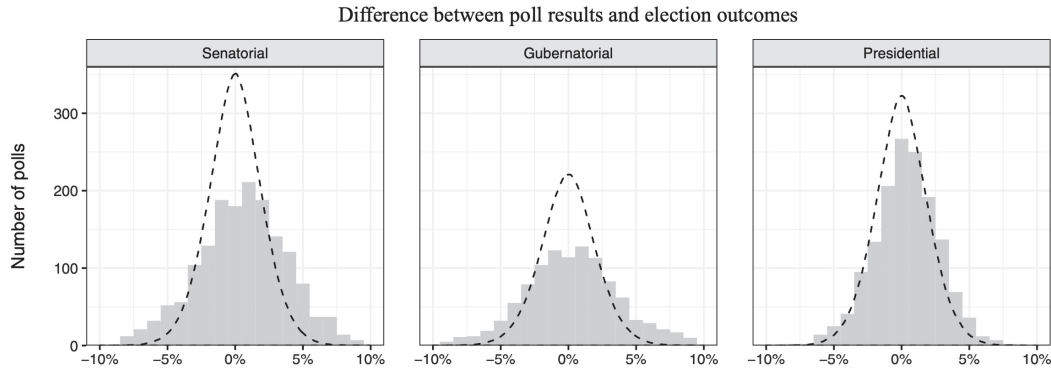 Difference between poll results and election outcomes
Senatorial
Gubernatorial
Presidential
Number of polls
300
200
100
0
−10% −5% 0% 5% 10%
−10% −5% 0% 5% 10%
−10% −5% 0% 5% 10%